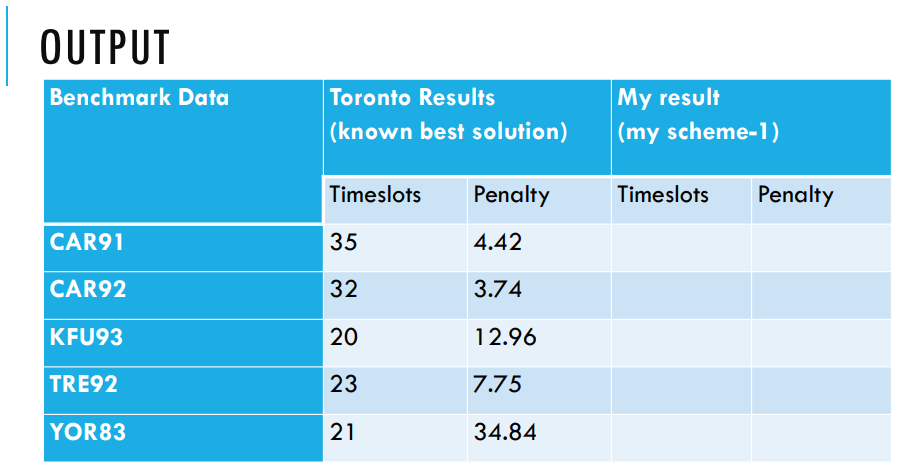 OUTPUT
Benchmark Data Toronto Results My result
(known best solution) (my scheme-1)
Timeslots Penalty Timeslots Penalty
CAR91 35 4.42
CAR92 32 3.74
KFU93 20 12.96
TRE92 23 7.75
YOR83 21 34.84